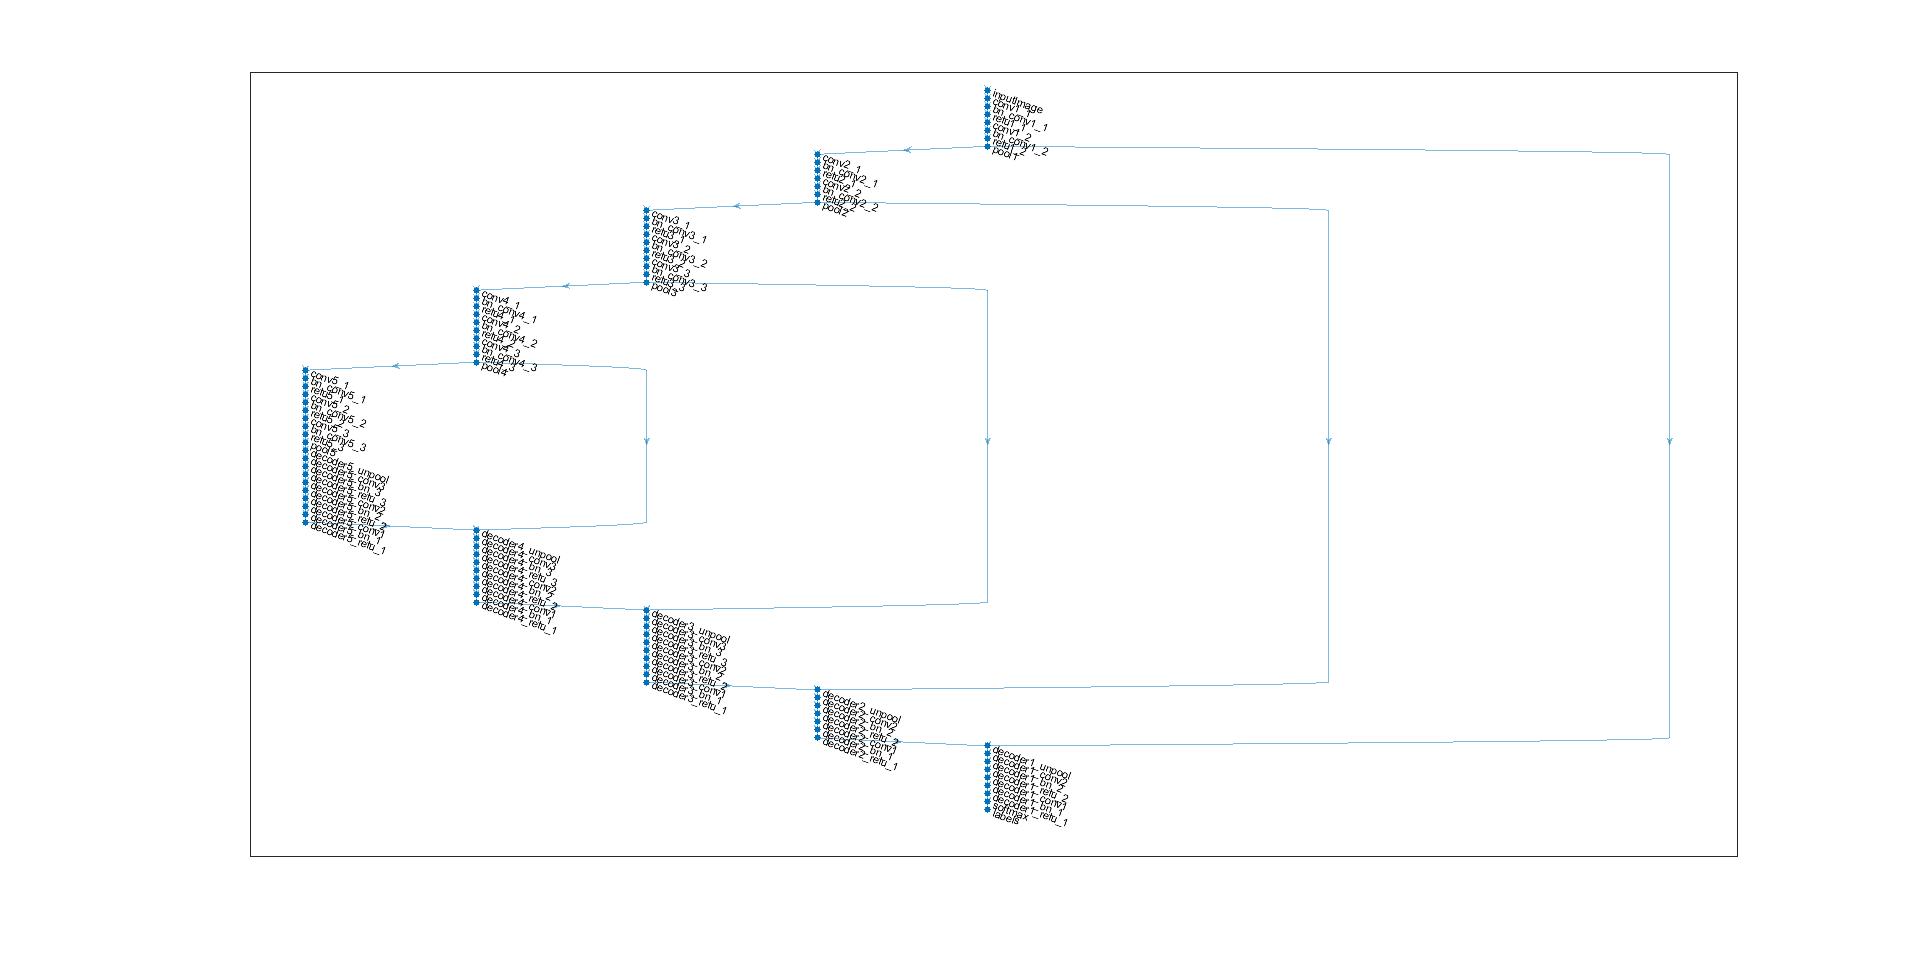 inputImage
conv1_1
bn_conv1_1
relu1_1
conv1_2
bn_conv1_2
relu1_2
pool1
conv2_1
bn_conv2_1
relu2_1
conv2_2
bn_conv2_2
relu2_2
pool2
conv3_1
bn_conv3_1
relu3_1
conv3_2
bn_conv3_2
relu3_2
conv3_3
bn_conv3_3
relu3_3
pool3
conv4_1
bn_conv4_1
relu4_1
conv4_2
bn_conv4_2
relu4_2
conv4_3
bn_conv4_3
relu4_3
pool4
conv5_1
bn_conv5_1
relu5_1
conv5_2
bn_conv5_2
relu5_2
conv5_3
bn_conv5_3
relu5_3
pool5
decoder5_unpool
decoder5_conv3
decoder5_bn_3
decoder5_relu_3
decoder5_conv2
decoder5_bn_2
decoder5_relu_2
decoder5_conv1
decoder5_bn_1
decoder5_relu_1
decoder4_unpool
decoder4_conv3
decoder4_bn_3
decoder4_relu_3
decoder4_conv2
decoder4_bn_2
decoder4_relu_2
decoder4_conv1
decoder4_bn_1
decoder4_relu_1
decoder3_unpool
decoder3_conv3
decoder3_bn_3
decoder3_relu_3
decoder3_conv2
decoder3_bn_2
decoder3_relu_2
decoder3_conv1
decoder3_bn_1
decoder3_relu_1
decoder2_unpool
decoder2_conv2
decoder2_bn_2
decoder2_relu_2
decoder2_conv1
decoder2_bn_1
decoder2_relu_1
decoder1_unpool
decoder1_conv2
decoder1_bn_2
decoder1_relu_2
decoder1_conv1
decoder1_bn_1
decoder1_relu_1
softmax
labels